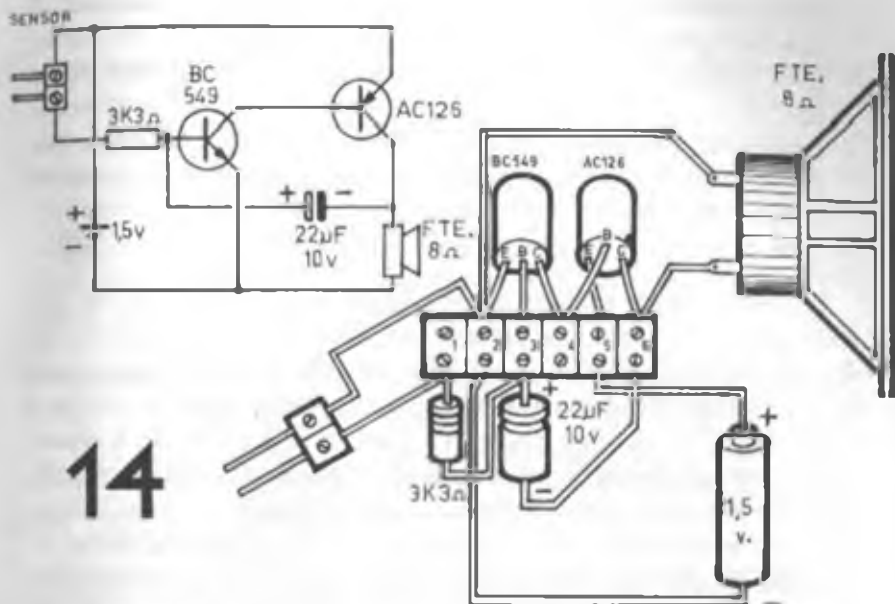 SENSOR
BC
549
3K3Ω
AC126
+
-
1,5v
+ -
22µF
10v
FTE.
8Ω
BC549
AC126
E B C
E B C
FTE.
8Ω
1 2 3 4 5 6
+
22µF
10v
-
3K3Ω
+
1,5
v.
-
14